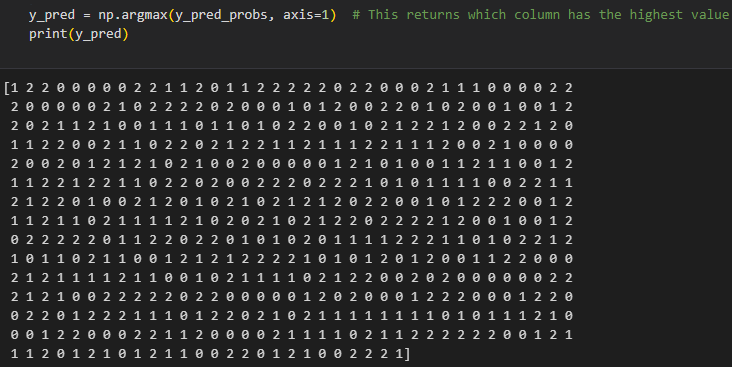 y_pred = np.argmax(y_pred_probs, axis=1)  # This returns which column has the highest value
print(y_pred)
[1 2 2 0 0 0 0 0 2 2 1 1 2 0 1 1 2 2 2 2 2 0 2 2 0 0 0 2 1 1 1 0 0 0 0 2 2
 2 0 0 0 0 0 2 1 0 2 2 2 2 0 2 0 0 0 1 0 1 2 0 0 2 2 0 1 0 2 0 0 1 0 0 1 2
 2 0 2 1 1 2 1 0 0 1 1 1 0 1 1 0 1 0 2 2 0 0 1 0 2 1 2 2 1 2 0 0 2 2 1 2 0
 1 1 2 2 0 0 2 1 1 0 2 2 0 2 1 2 2 1 1 2 1 1 1 2 2 1 1 1 2 0 0 2 1 0 0 0 0
 2 0 0 2 0 1 2 1 2 1 0 2 1 0 0 2 0 0 0 0 0 1 2 1 0 1 0 0 1 1 2 1 1 0 0 1 2
 1 1 2 2 1 2 2 1 1 0 2 2 0 2 0 0 2 2 2 0 2 2 2 1 0 1 0 1 1 1 1 0 0 2 2 1 1
 2 1 2 2 0 1 0 0 2 1 2 0 1 0 2 1 0 2 1 2 1 2 0 2 2 0 0 1 0 1 2 2 2 0 0 1 2
 1 1 2 1 1 0 2 1 1 1 1 2 1 0 2 0 2 1 0 2 1 2 2 0 2 2 2 2 1 2 0 0 1 0 0 1 2
 0 2 2 2 2 2 0 1 1 2 2 0 2 2 0 1 0 1 0 2 0 1 1 1 1 2 2 2 1 1 0 1 0 2 2 1 2
 1 0 1 1 0 2 1 1 0 0 1 2 1 2 1 2 2 2 2 1 0 1 0 1 2 0 1 2 0 0 1 1 2 2 0 0 0
 2 1 2 1 1 1 1 2 1 1 0 0 1 0 2 1 1 1 1 0 2 1 2 2 0 0 2 0 2 0 0 0 0 0 0 2 2
 2 1 2 1 0 0 2 2 2 2 0 2 2 0 0 0 0 0 1 2 0 2 0 0 0 1 2 2 2 0 0 0 1 2 2 0
 0 2 2 0 1 2 2 2 1 1 1 0 1 2 2 0 2 1 0 2 1 1 1 1 1 1 1 1 1 0 1 0 1 1 1 2 1 0
 0 0 1 2 2 0 0 0 2 2 1 1 2 0 0 0 0 2 1 1 1 1 0 2 1 1 2 2 2 2 2 2 0 0 1 2 1
 1 1 2 0 1 2 1 0 1 2 1 1 0 0 2 2 0 1 2 1 0 0 2 2 2 1]